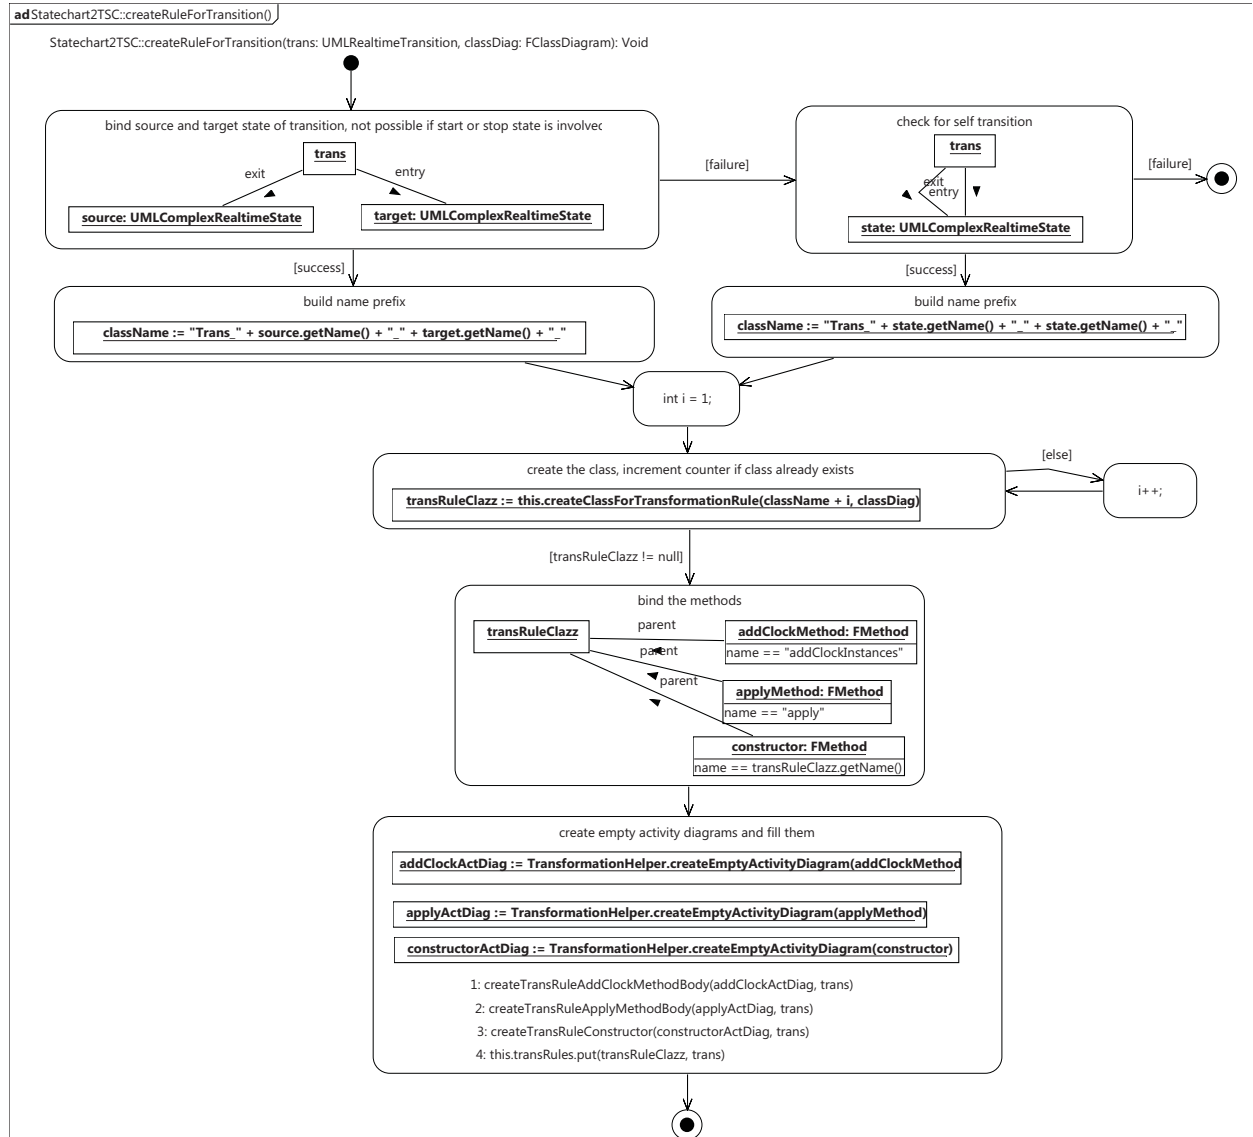 ad Statechart2TSC::createRuleForTransition()
Statechart2TSC::createRuleForTransition(trans: UMLRealtimeTransition, classDiag: FClassDiagram): Void
bind source and target state of transition, not possible if start or stop state is involved
trans
exit
entry
source: UMLComplexRealtimeState
target: UMLComplexRealtimeState
[failure]
check for self transition
trans
exit
entry
state: UMLComplexRealtimeState
[failure]
[success]
[success]
build name prefix
className := "Trans_" + source.getName() + "_" + target.getName() + "_"
build name prefix
className := "Trans_" + state.getName() + "_" + state.getName() + "_"
int i = 1;
create the class, increment counter if class already exists
transRuleClazz := this.createClassForTransformationRule(className + i, classDiag)
[else]
i++;
[transRuleClazz != null]
bind the methods
transRuleClazz
parent
addClockMethod: FMethod
name == "addClockInstances"
parent
parent
applyMethod: FMethod
name == "apply"
constructor: FMethod
name == transRuleClazz.getName()
create empty activity diagrams and fill them
addClockActDiag := TransformationHelper.createEmptyActivityDiagram(addClockMethod
applyActDiag := TransformationHelper.createEmptyActivityDiagram(applyMethod)
constructorActDiag := TransformationHelper.createEmptyActivityDiagram(constructor)
1: createTransRuleAddClockMethodBody(addClockActDiag, trans)
2: createTransRuleApplyMethodBody(applyActDiag, trans)
3: createTransRuleConstructor(constructorActDiag, trans)
4: this.transRules.put(transRuleClazz, trans)